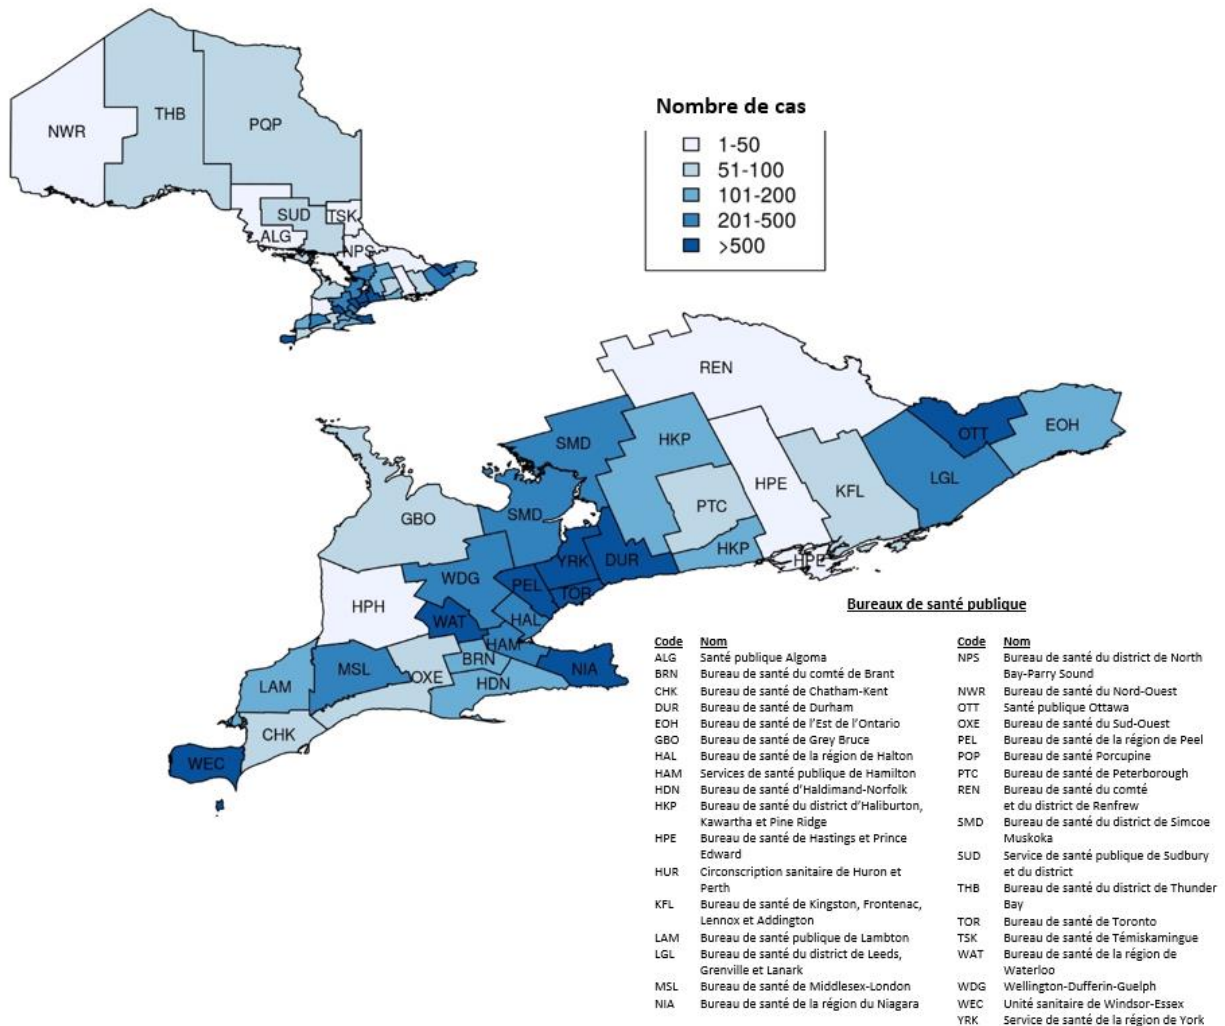 NWR
THB
PQP
SUD
TSK
ALG
NPS
Nombre de cas
1-50
51-100
101-200
201-500
>500
REN
SMD
HKP
OTT
EOH
HPE
KFL
LGL
PTC
GBO
SMD
HKP
YRK
DUR
HPE
WDG
PEL
TOR
HPH
WAT
HAL
HAM
MSL
OXE
BRN
NIA
LAM
HDN
CHK
WEC
Bureaux de santé publique
Code Nom
ALG Santé publique Algoma
BRN Bureau de santé du comté de Brant
CHK Bureau de santé de Chatham-Kent
DUR Bureau de santé de Durham
EOH Bureau de santé de l'Est de l'Ontario
GBO Bureau de santé de Grey Bruce
HAL Bureau de santé de la région de Halton
HAM Services de santé publique de Hamilton
HDN Bureau de santé d'Haldimand-Norfolk
HKP Bureau de santé du district d'Haliburton,
Kawartha et Pine Ridge
HPE Bureau de santé de Hastings et Prince
Edward
HUR Circonscription sanitaire de Huron et
Perth
KFL Bureau de santé de Kingston, Frontenac,
Lennox et Addington
LAM Bureau de santé publique de Lambton
LGL Bureau de santé du district de Leeds,
Grenville et Lanark
MSL Bureau de santé de Middlesex-London
NIA Bureau de santé de la région du Niagara
Code Nom
NPS Bureau de santé du district de North
Bay-Parry Sound
NWR Bureau de santé du Nord-Ouest
OTT Santé publique Ottawa
OXE Bureau de santé du Sud-Ouest
PEL Bureau de santé de la région de Peel
POP Bureau de santé Porcupine
PTC Bureau de santé de Peterborough
REN Bureau de santé du comté
et du district de Renfrew
SMD Bureau de santé du district de Simcoe
Muskoka
SUD Service de santé publique de Sudbury
et du district
THB Bureau de santé du district de Thunder
Bay
TOR Bureau de santé de Toronto
TSK Bureau de santé de Témiskamingue
WAT Bureau de santé de la région de
Waterloo
WDG Wellington-Dufferin-Guelph
WEC Unité sanitaire de Windsor-Essex
YRK Service de santé de la région de York